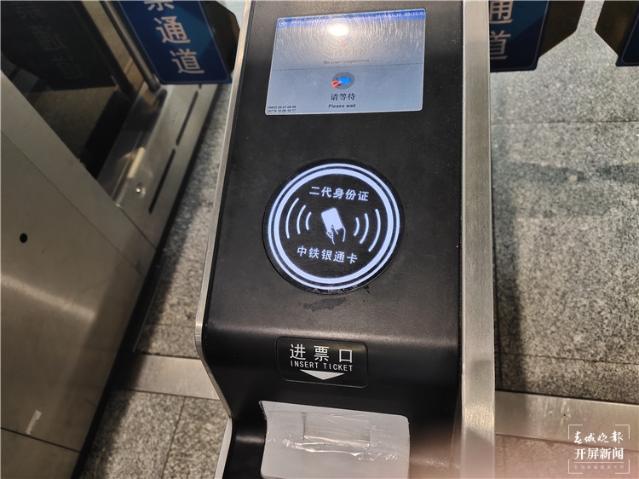 票通道
请等待
Please wait
二代身份证
中铁银通卡
进票口
INSERT TICKET
春城晚报
开屏新闻